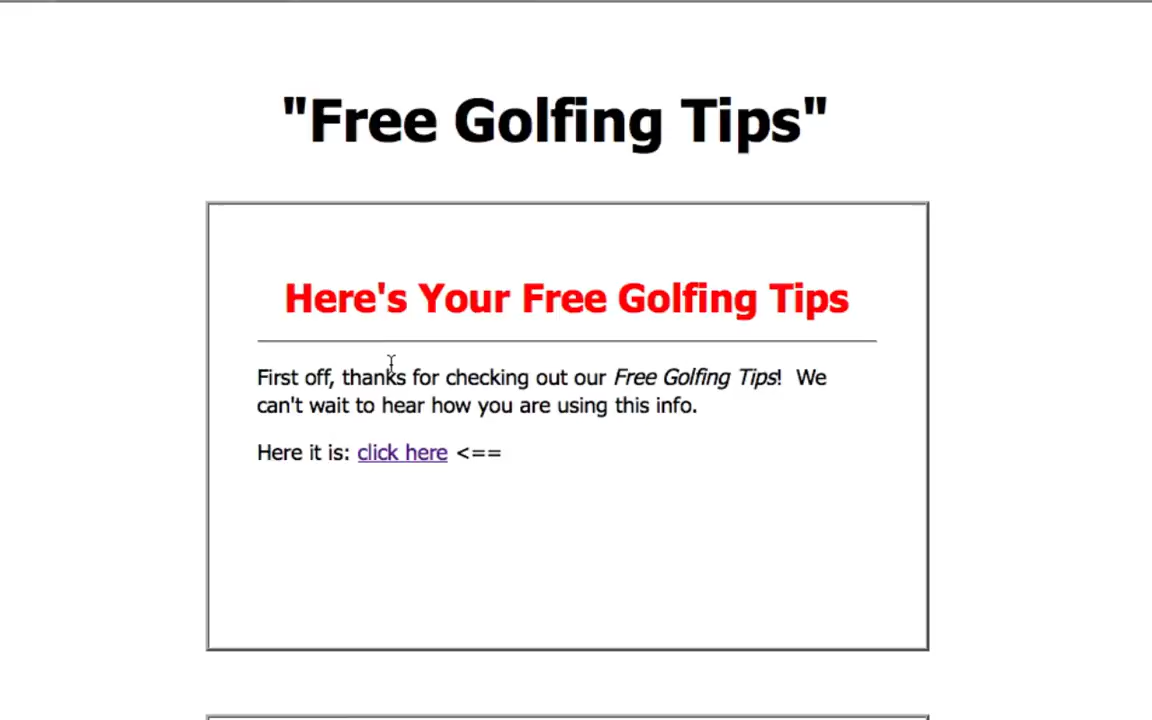 "Free Golfing Tips"
Here's Your Free Golfing Tips
First off, thanks for checking out our Free Golfing Tips!  We
can't wait to hear how you are using this info.
Here it is: click here <==